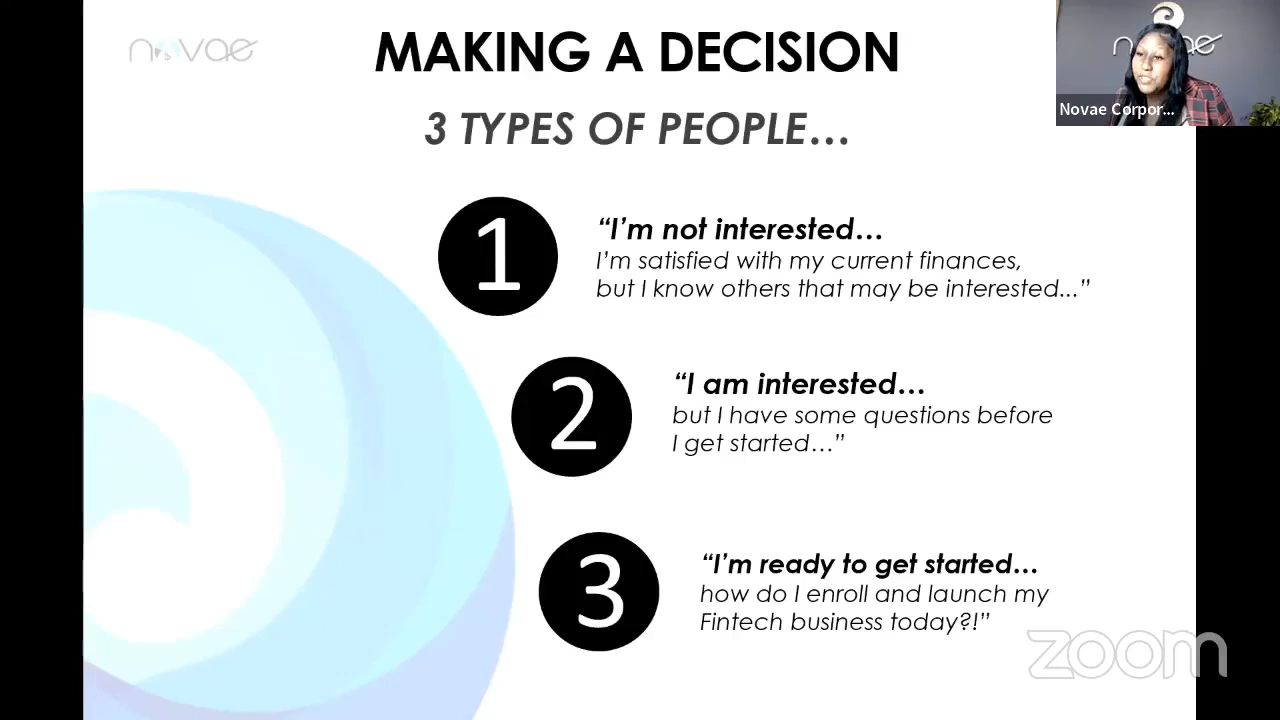 novae
MAKING A DECISION
3 TYPES OF PEOPLE...
novae
Novae Corpor...
1
“I’m not interested...
I’m satisfied with my current finances,
but I know others that may be interested...”
2
“I am interested...
but I have some questions before
I get started...”
3
“I’m ready to get started...
how do I enroll and launch my
Fintech business today?!”
zoom